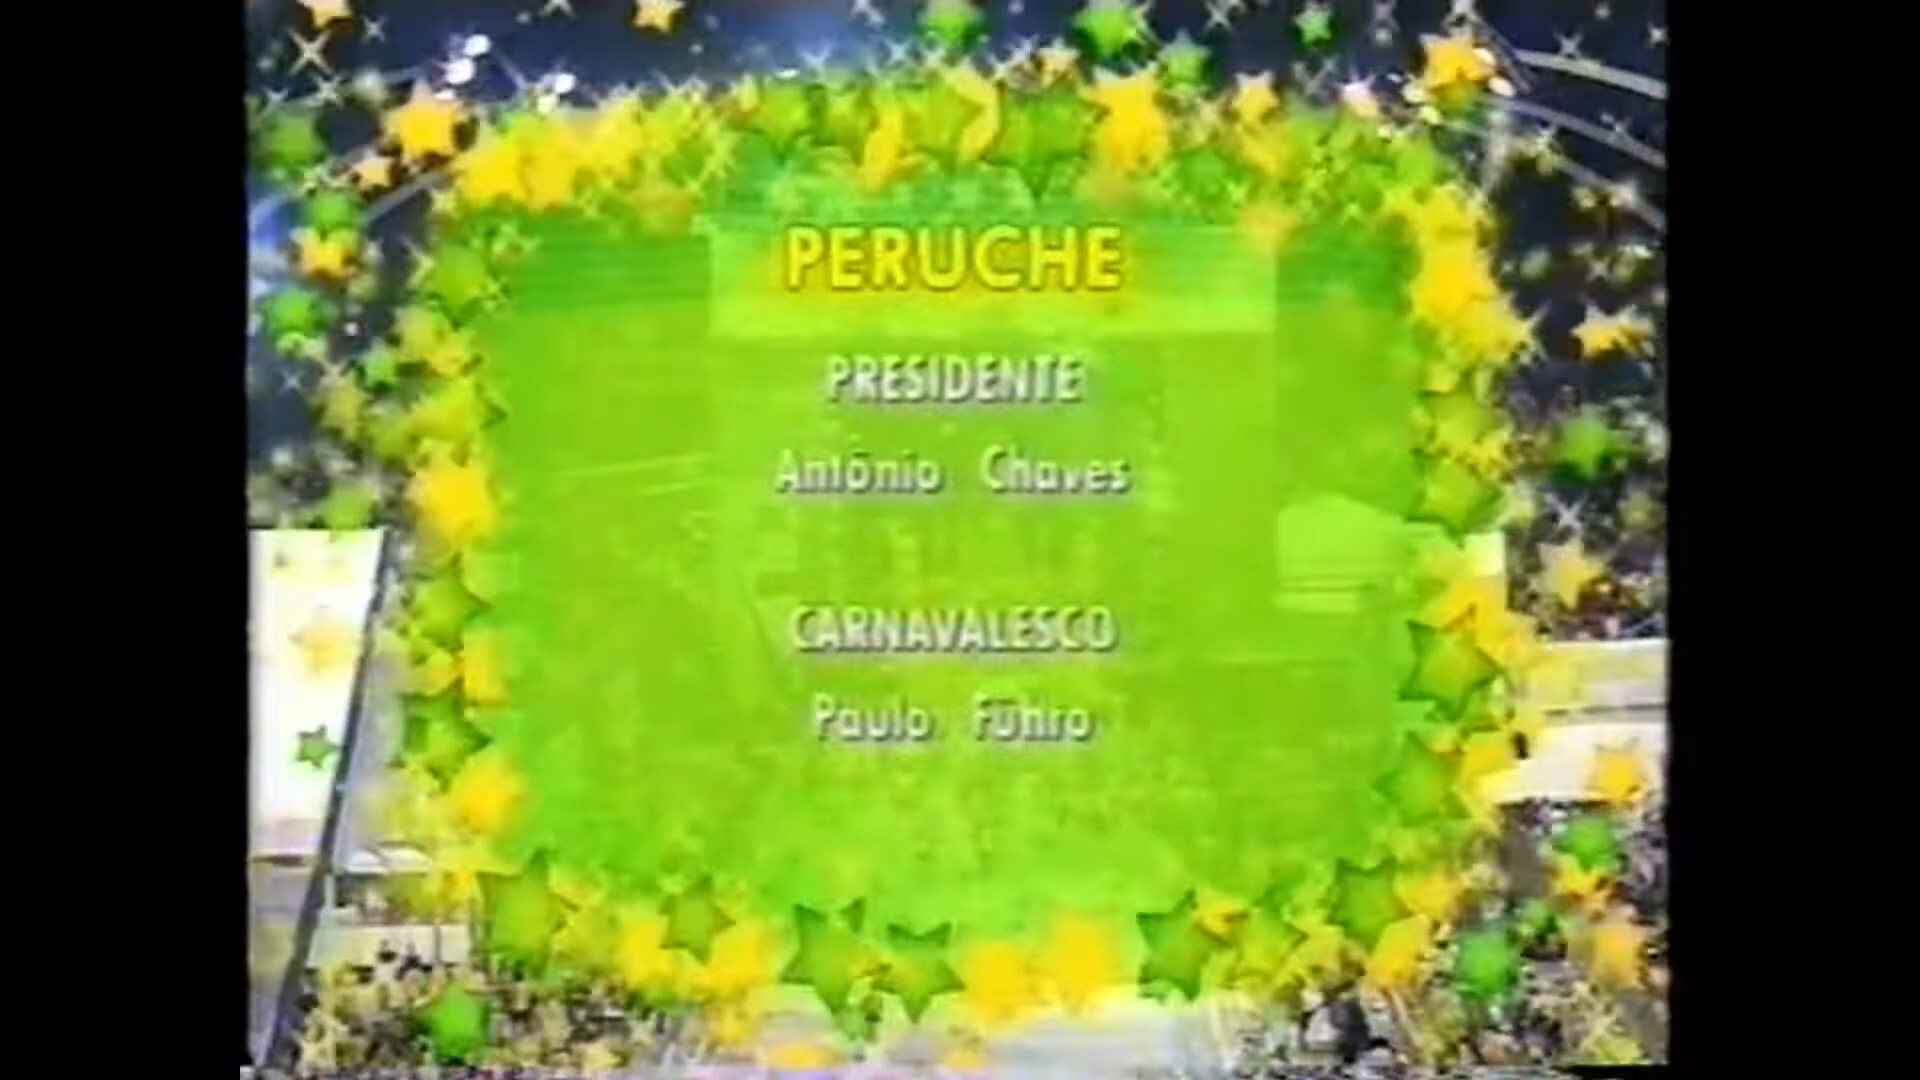 PERUCHE
PRESIDENTE
Antônio Chaves
CARNAVALESCO
Paulo Führo